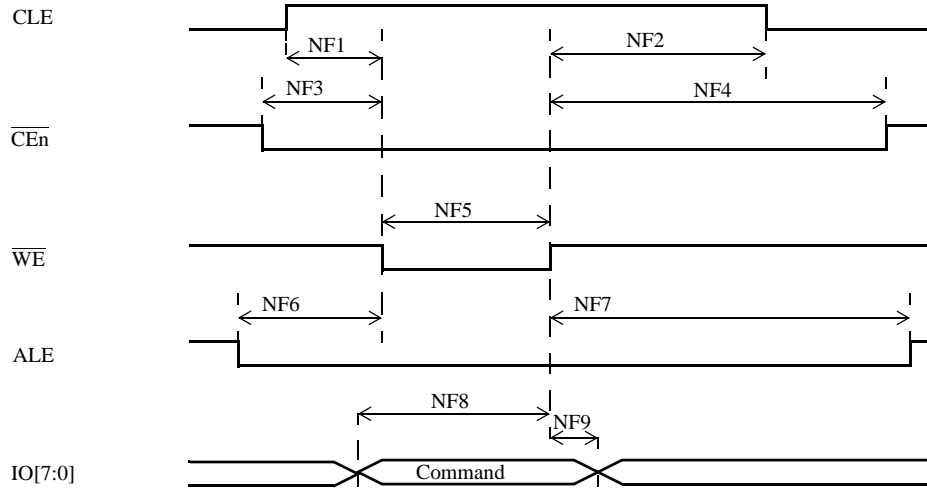 CLE
NF1
NF2
NF3
NF4
CEn
NF5
WE
NF6
NF7
ALE
NF8
NF9
IO[7:0]
Command